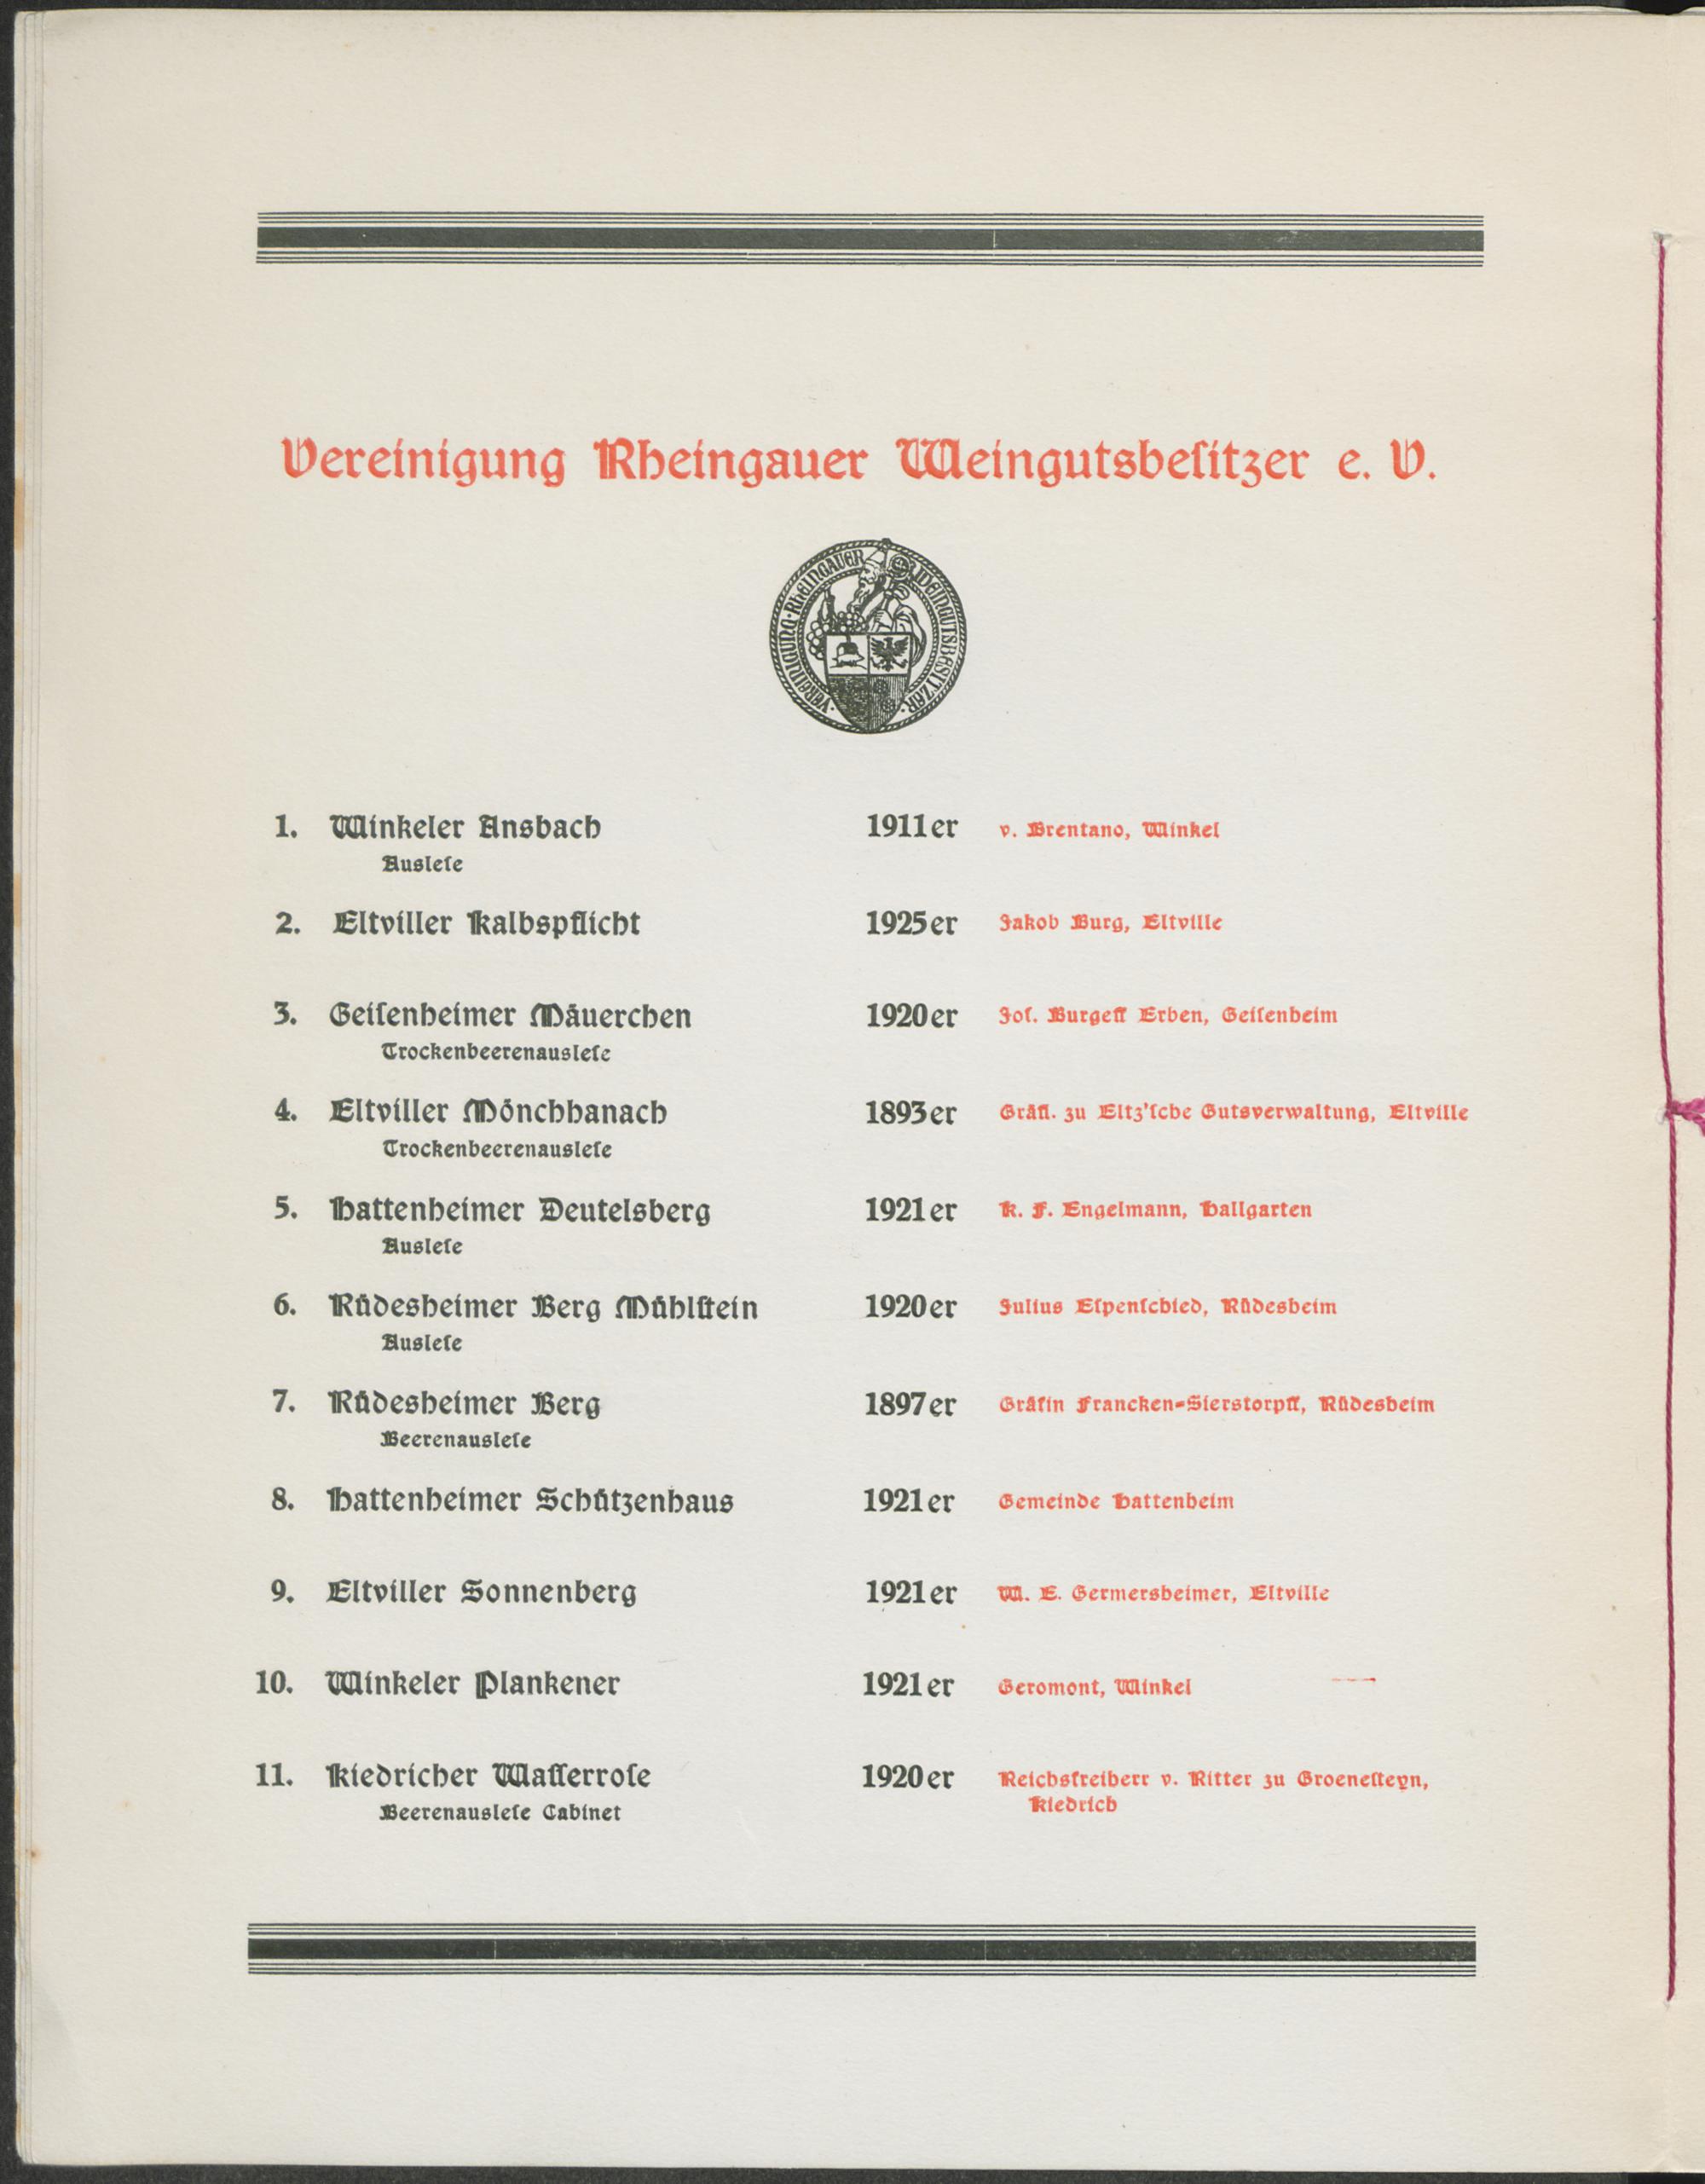 Vereinigung Rheingauer Weingutsbeſitzer e. V.
VEREINIGUNG · RHEINGAUER WEINGUTSBESITZER ·
1. Winkeler Ansbach 1911er v. Brentano, Winkel
Ausleſe
2. Eltviller Kalbspflicht 1925er Jakob Burg, Eltville
3. Geiſenheimer Mäuerchen 1920er Joſ. Burgeff Erben, Geiſenheim
Trockenbeerenausleſe
4. Eltviller Mönchhanach 1893er Gräfl. zu Eltz'ſche Gutsverwaltung, Eltville
Trockenbeerenausleſe
5. Hattenheimer Deutelsberg 1921er K. F. Engelmann, Hallgarten
Ausleſe
6. Rüdesheimer Berg Mühlſtein 1920er Julius Eſpenſchied, Rüdesheim
Ausleſe
7. Rüdesheimer Berg 1897er Gräfin Francken-Sierstorpff, Rüdesheim
Beerenausleſe
8. Hattenheimer Schützenhaus 1921er Gemeinde Hattenheim
9. Eltviller Sonnenberg 1921er W. E. Germersheimer, Eltville
10. Winkeler Plankener 1921er Geromont, Winkel
11. Kiedricher Waſſerroſe 1920er Reichsfreiherr v. Ritter zu Groeneſteyn,
Beerenausleſe Cabinet Kiedrich